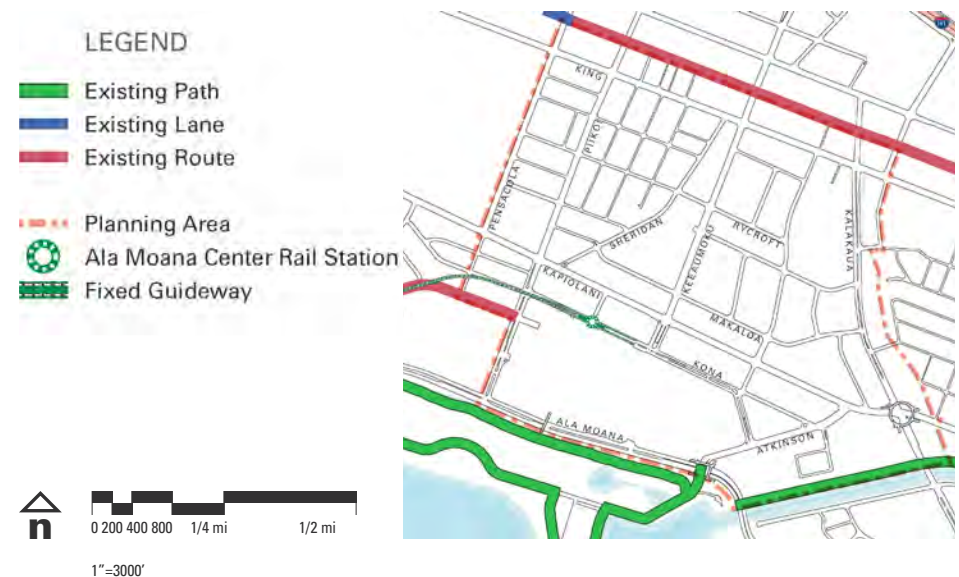 LEGEND
Existing Path
Existing Lane
Existing Route
Planning Area
Ala Moana Center Rail Station
Fixed Guideway
n
0 200 400 800 1/4 mi 1/2 mi
1"=3000'
KING
PIIKOI
PENSACOLA
SRERIDAN
RYCROFT
KEEAUMOKU
KALAKAUA
KAPIOLANI
MAKALOA
KONA
ALA MOANA
ATKINSON